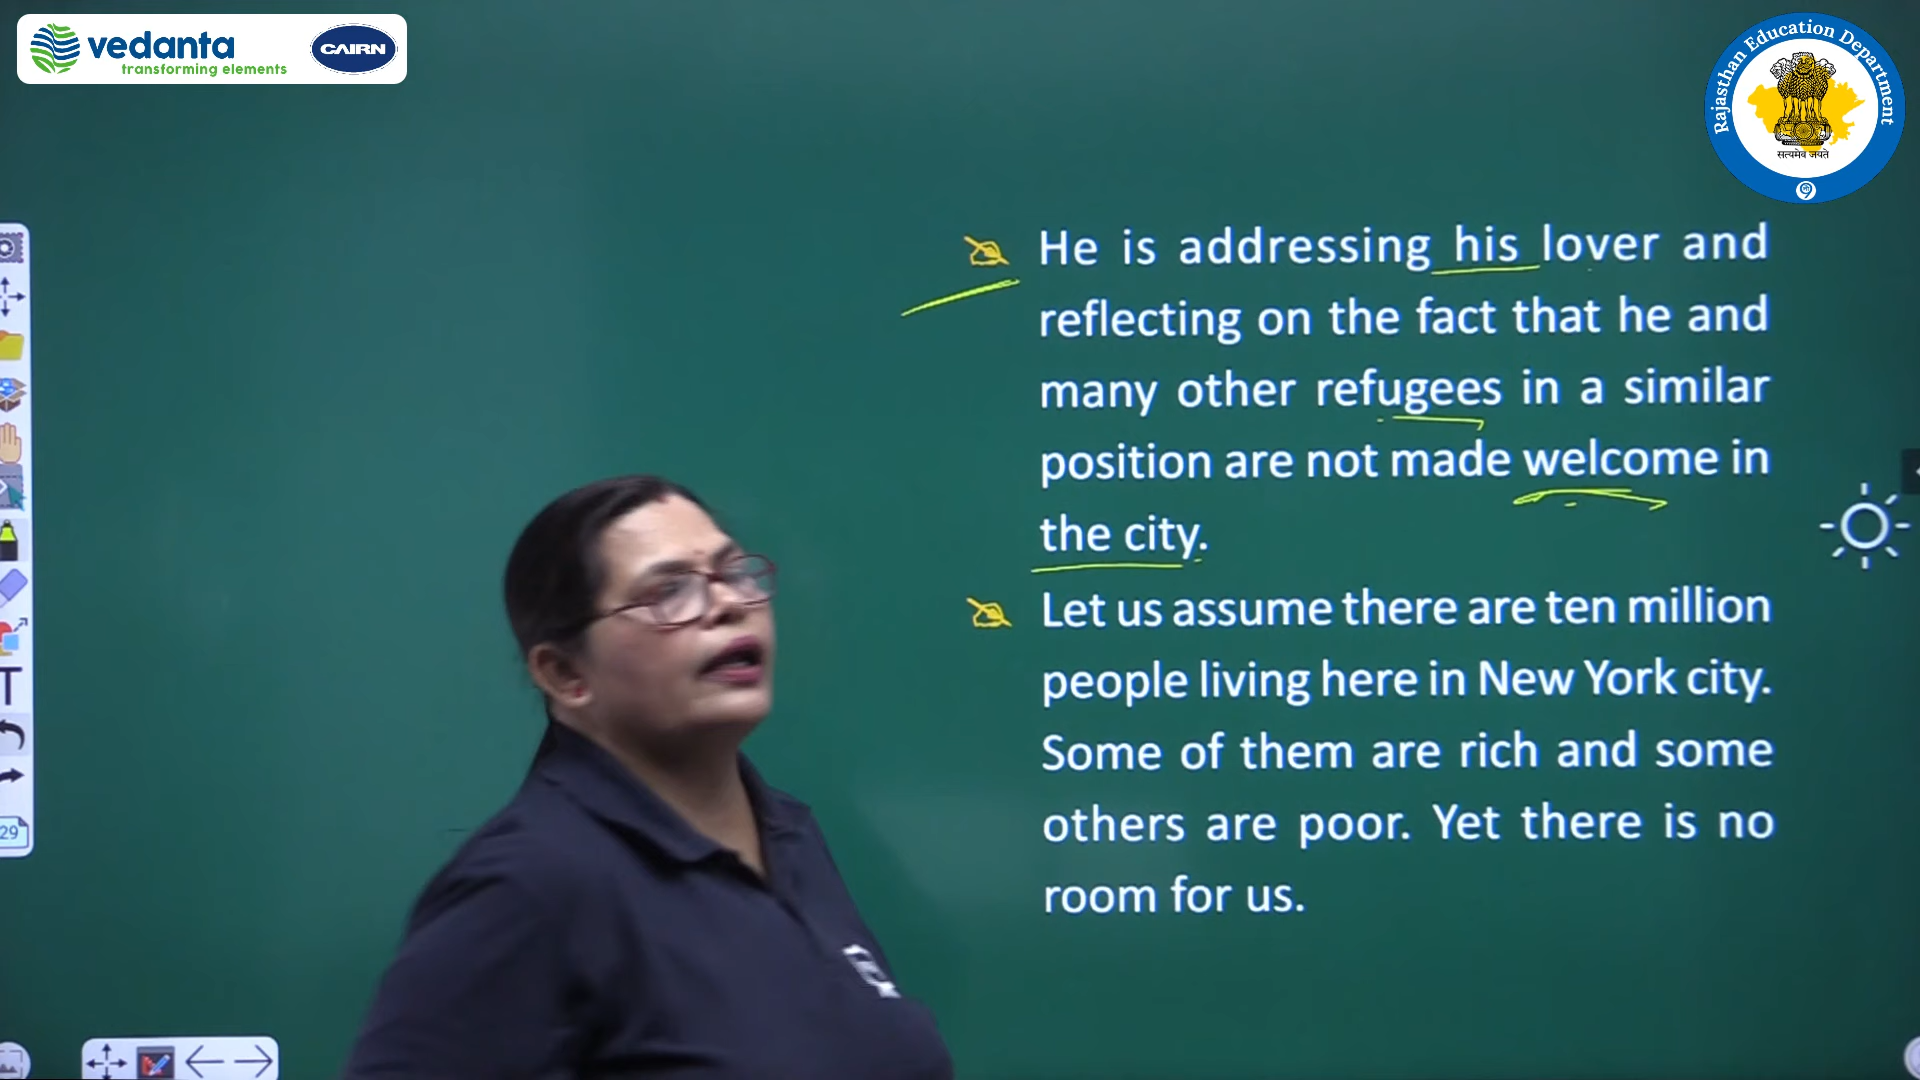 vedanta
transforming elements
CAIRN
Rajasthan Education Department
सत्यमेव जयते
He is addressing his lover and
reflecting on the fact that he and
many other refugees in a similar
position are not made welcome in
the city.
Let us assume there are ten million
people living here in New York city.
Some of them are rich and some
others are poor. Yet there is no
room for us.
T
29